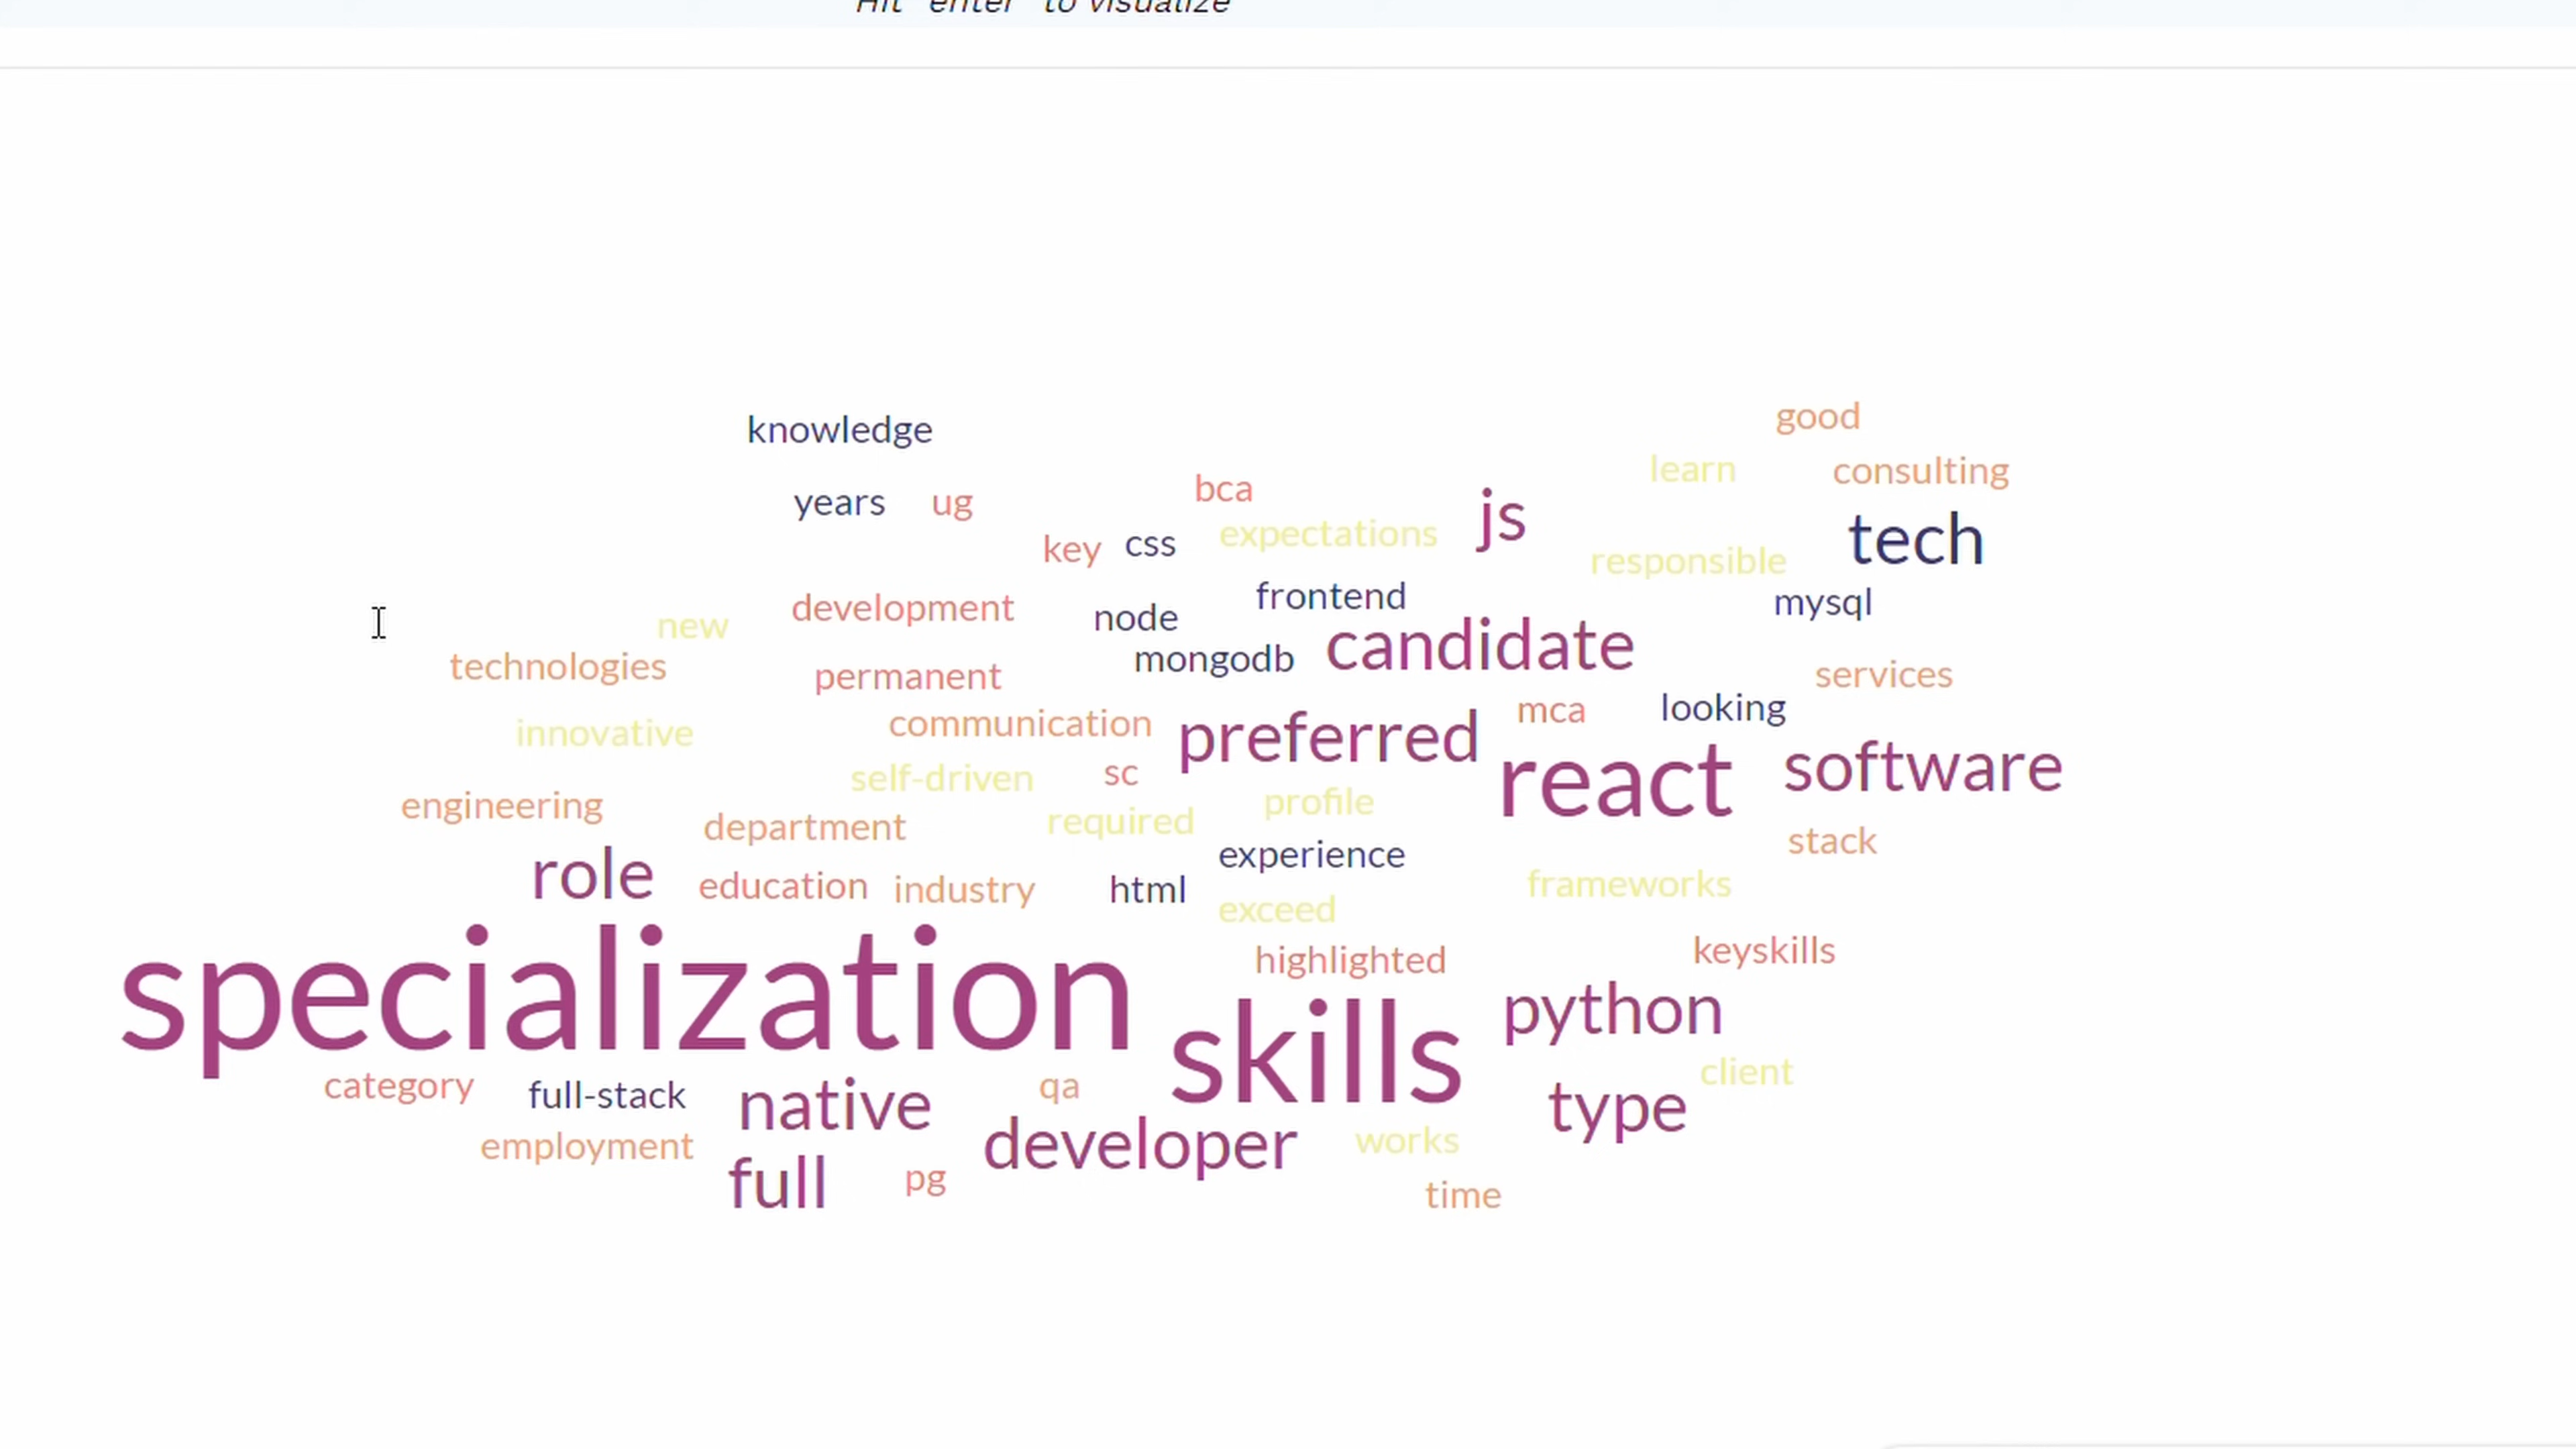 Hit "enter" to visualize
knowledge good
learn consulting
years ug bca js
key css expectations tech
responsible
development node frontend mysql
new
technologies permanent mongodb candidate services
innovative communication preferred mca looking
self-driven sc react software
engineering department required profile
role experience stack
education industry html exceed frameworks
specialization highlighted keyskills
skills python
category full-stack native qa type client
employment developer works
full pg time